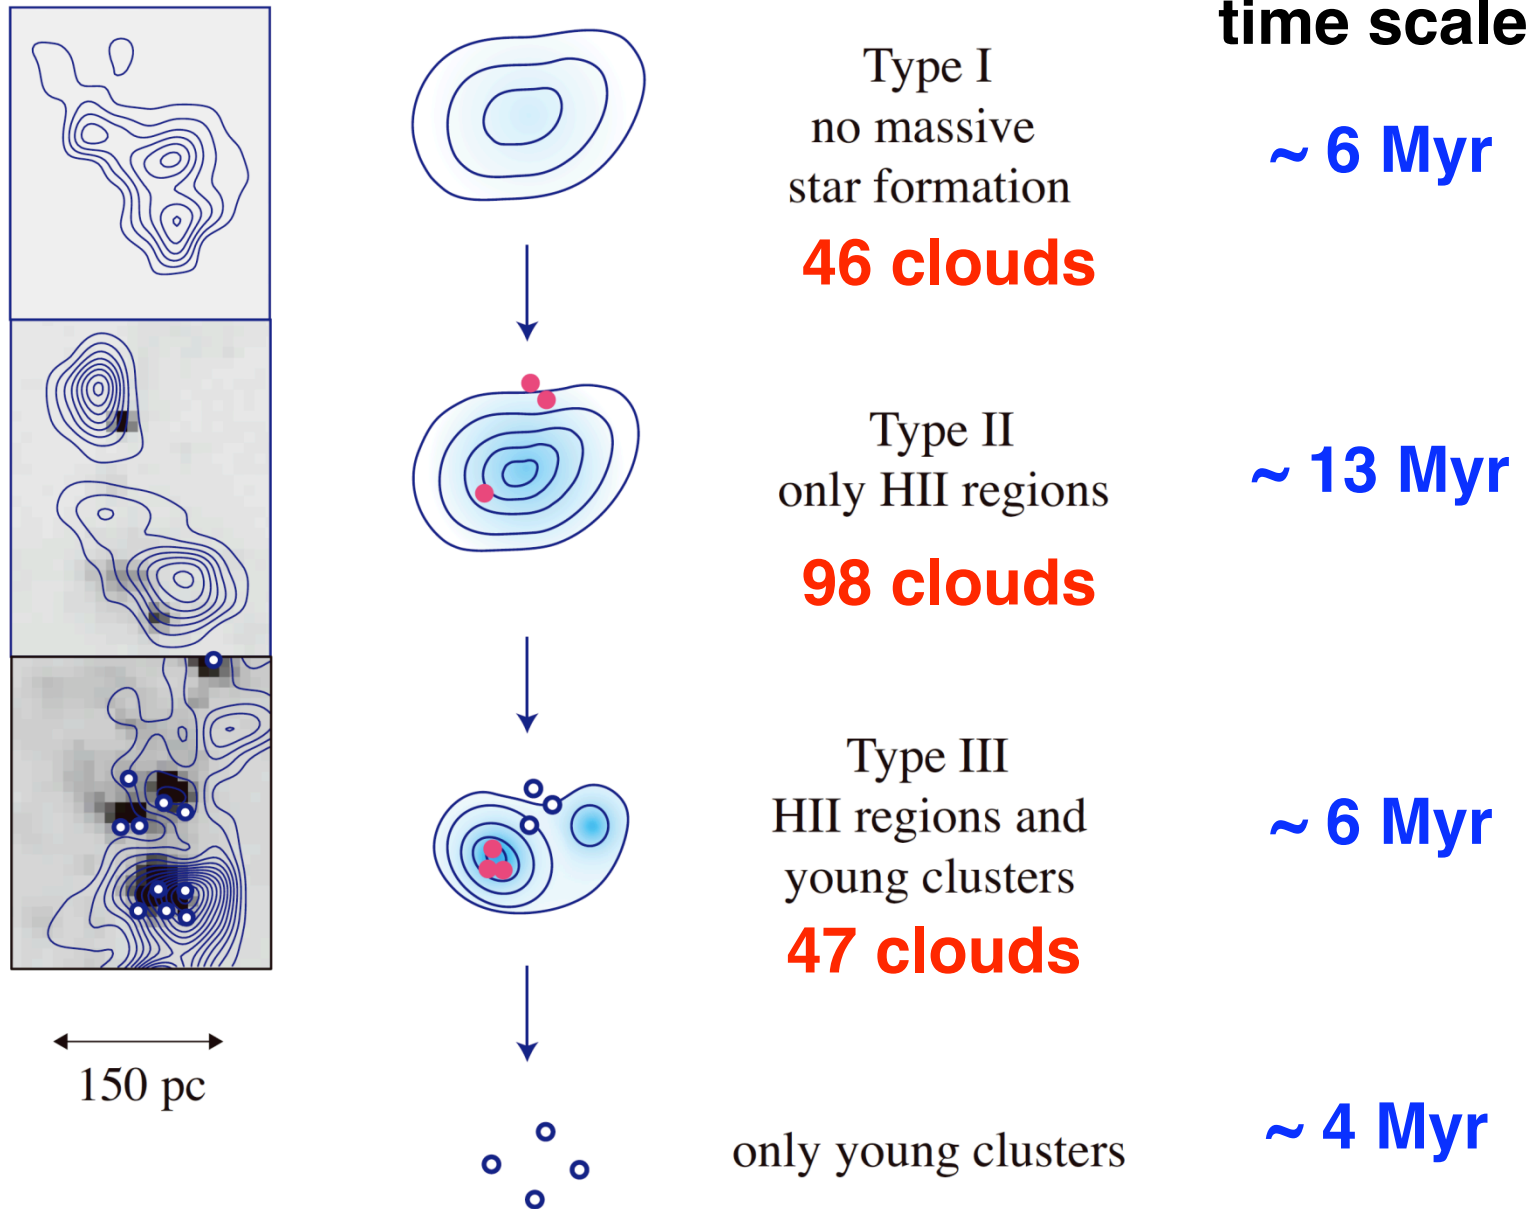 time scale
Type I
no massive
star formation
46 clouds
~ 6 Myr
Type II
only HII regions
98 clouds
~ 13 Myr
Type III
HII regions and
young clusters
47 clouds
~ 6 Myr
150 pc
only young clusters
~ 4 Myr